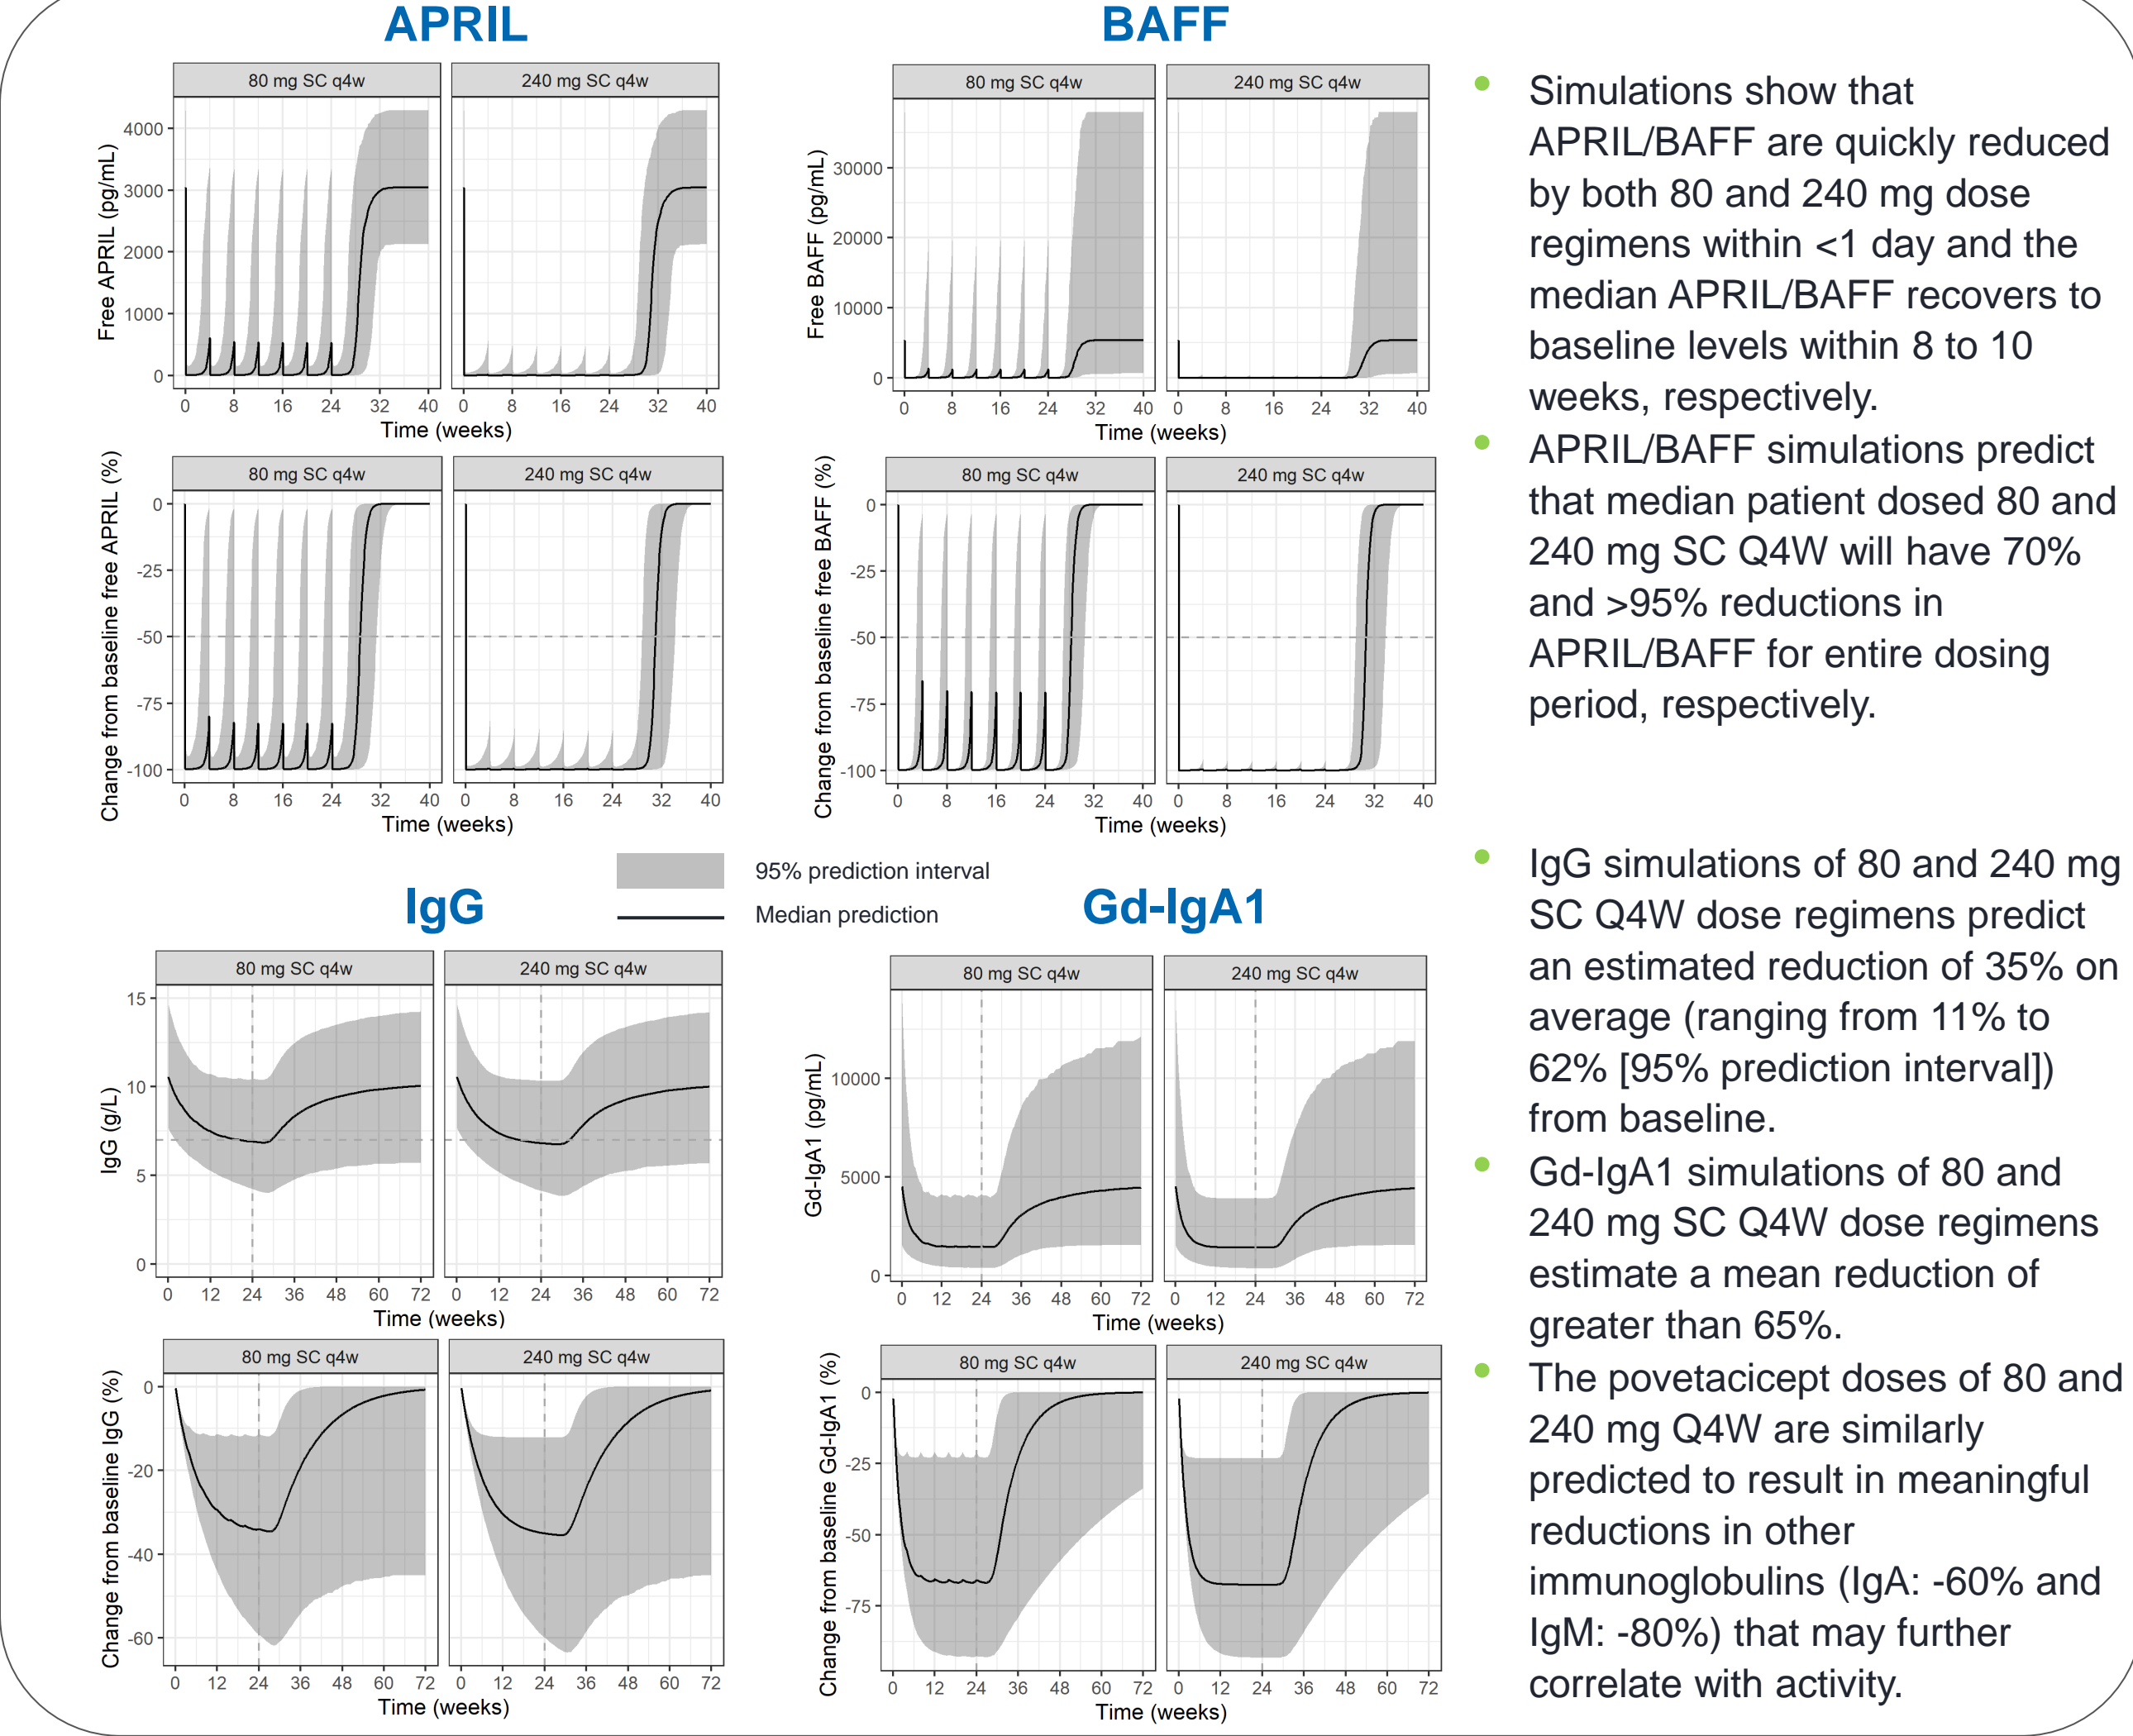 APRIL
80 mg SC q4w
240 mg SC q4w
Free APRIL (pg/mL)
4000
3000
2000
1000
0
0 8 16 24 32 40
0 8 16 24 32 40
Time (weeks)
80 mg SC q4w
240 mg SC q4w
Change from baseline free APRIL (%)
0
-25
-50
-75
-100
0 8 16 24 32 40
0 8 16 24 32 40
Time (weeks)
BAFF
80 mg SC q4w
240 mg SC q4w
Free BAFF (pg/mL)
30000
20000
10000
0
0 8 16 24 32 40
0 8 16 24 32 40
Time (weeks)
80 mg SC q4w
240 mg SC q4w
Change from baseline free BAFF (%)
0
-25
-50
-75
-100
0 8 16 24 32 40
0 8 16 24 32 40
Time (weeks)
• Simulations show that
APRIL/BAFF are quickly reduced
by both 80 and 240 mg dose
regimens within <1 day and the
median APRIL/BAFF recovers to
baseline levels within 8 to 10
weeks, respectively.
• APRIL/BAFF simulations predict
that median patient dosed 80 and
240 mg SC Q4W will have 70%
and >95% reductions in
APRIL/BAFF for entire dosing
period, respectively.
95% prediction interval
Median prediction
IgG
80 mg SC q4w
240 mg SC q4w
IgG (g/L)
15
10
5
0
0 12 24 36 48 60 72
0 12 24 36 48 60 72
Time (weeks)
80 mg SC q4w
240 mg SC q4w
Change from baseline IgG (%)
0
-20
-40
-60
0 12 24 36 48 60 72
0 12 24 36 48 60 72
Time (weeks)
Gd-IgA1
80 mg SC q4w
240 mg SC q4w
Gd-IgA1 (pg/mL)
10000
5000
0
0 12 24 36 48 60 72
0 12 24 36 48 60 72
Time (weeks)
80 mg SC q4w
240 mg SC q4w
Change from baseline Gd-IgA1 (%)
0
-25
-50
-75
0 12 24 36 48 60 72
0 12 24 36 48 60 72
Time (weeks)
• IgG simulations of 80 and 240 mg
SC Q4W dose regimens predict
an estimated reduction of 35% on
average (ranging from 11% to
62% [95% prediction interval])
from baseline.
• Gd-IgA1 simulations of 80 and
240 mg SC Q4W dose regimens
estimate a mean reduction of
greater than 65%.
• The povetacicept doses of 80 and
240 mg Q4W are similarly
predicted to result in meaningful
reductions in other
immunoglobulins (IgA: -60% and
IgM: -80%) that may further
correlate with activity.